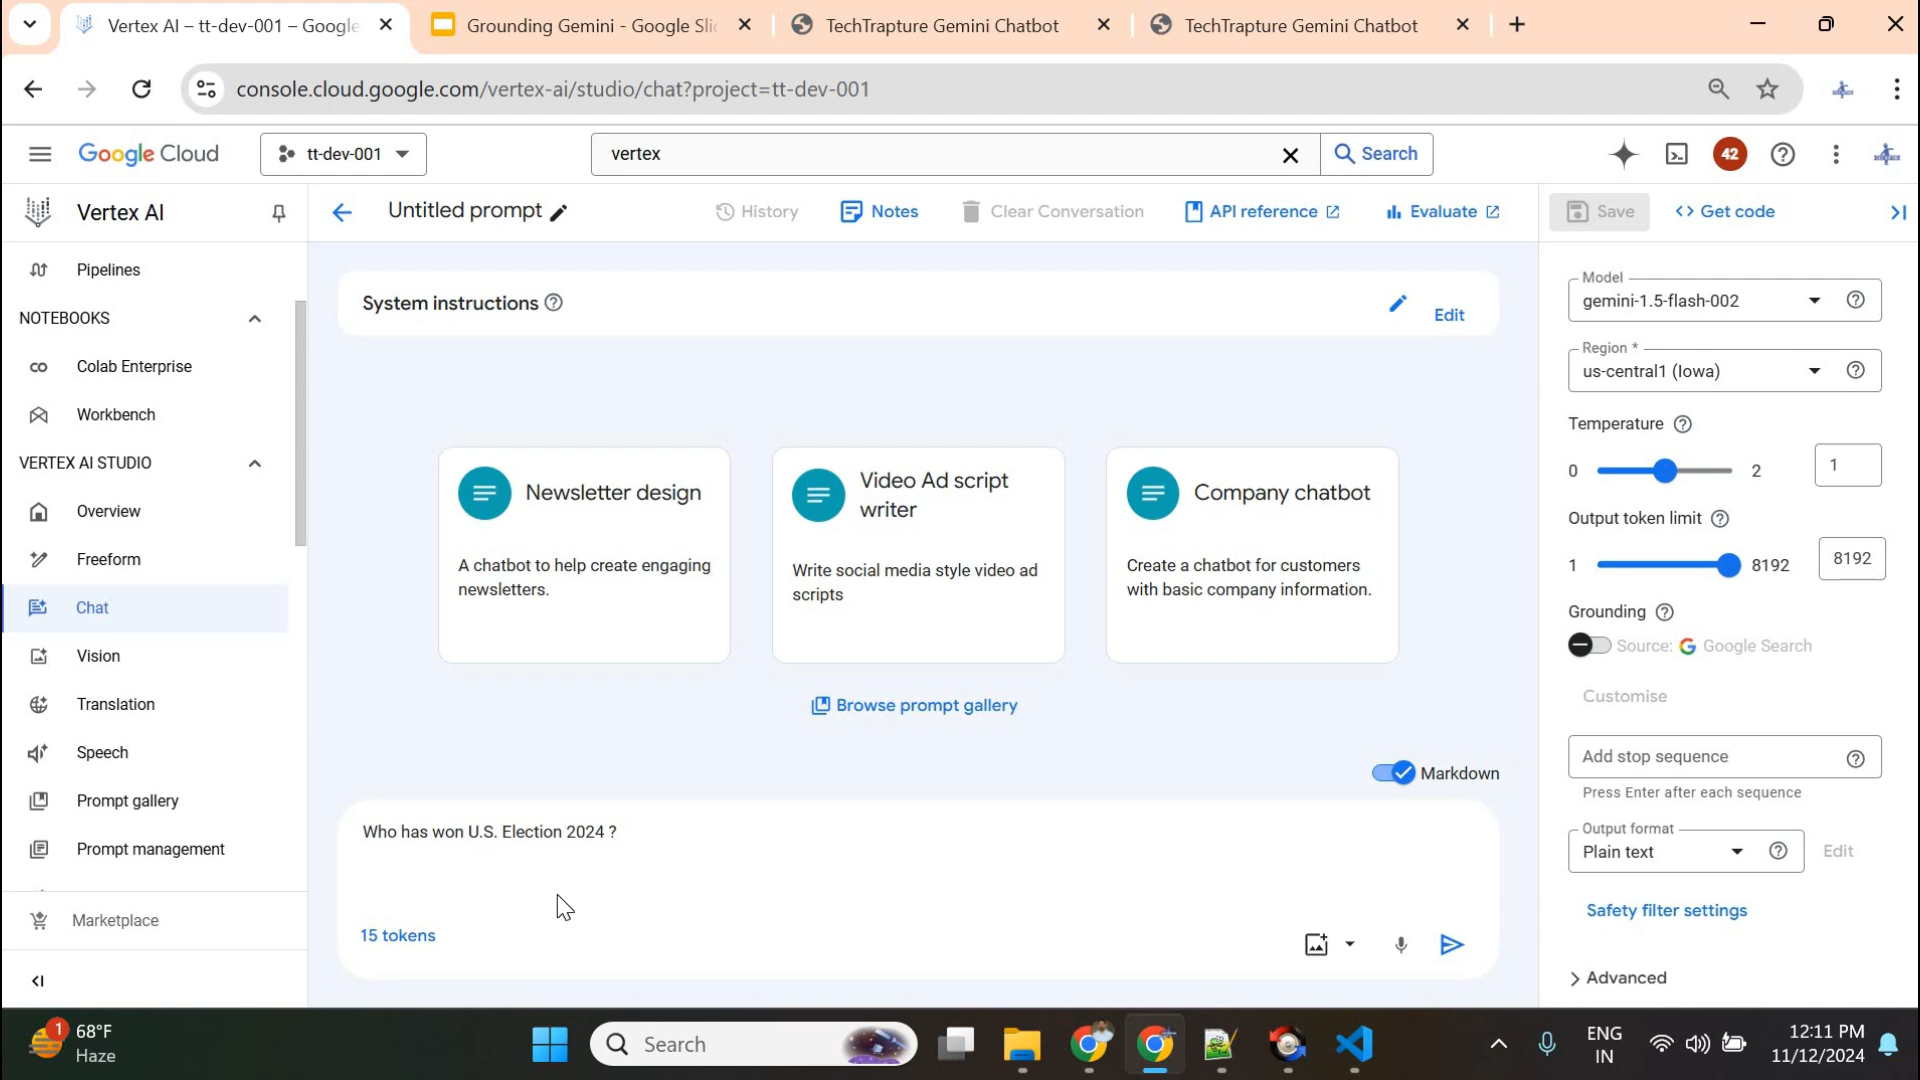 Vertex AI – tt-dev-001 – Google
Grounding Gemini - Google Slic
TechTrapture Gemini Chatbot
TechTrapture Gemini Chatbot
console.cloud.google.com/vertex-ai/studio/chat?project=tt-dev-001
Google Cloud
tt-dev-001
vertex
Search
42
Vertex AI
Untitled prompt
History
Notes
Clear Conversation
API reference
Evaluate
Save
Get code
Pipelines
NOTEBOOKS
Colab Enterprise
Workbench
VERTEX AI STUDIO
Overview
Freeform
Chat
Vision
Translation
Speech
Prompt gallery
Prompt management
Marketplace
System instructions
Edit
Newsletter design
A chatbot to help create engaging
newsletters.
Video Ad script
writer
Write social media style video ad
scripts
Company chatbot
Create a chatbot for customers
with basic company information.
Browse prompt gallery
Markdown
Who has won U.S. Election 2024 ?
15 tokens
Model
gemini-1.5-flash-002
Region *
us-central1 (Iowa)
Temperature
0 2 1
Output token limit
1 8192 8192
Grounding
Source: Google Search
Customise
Add stop sequence
Press Enter after each sequence
Output format
Plain text
Edit
Safety filter settings
Advanced
1
68°F
Haze
Search
ENG
IN
12:11 PM
11/12/2024